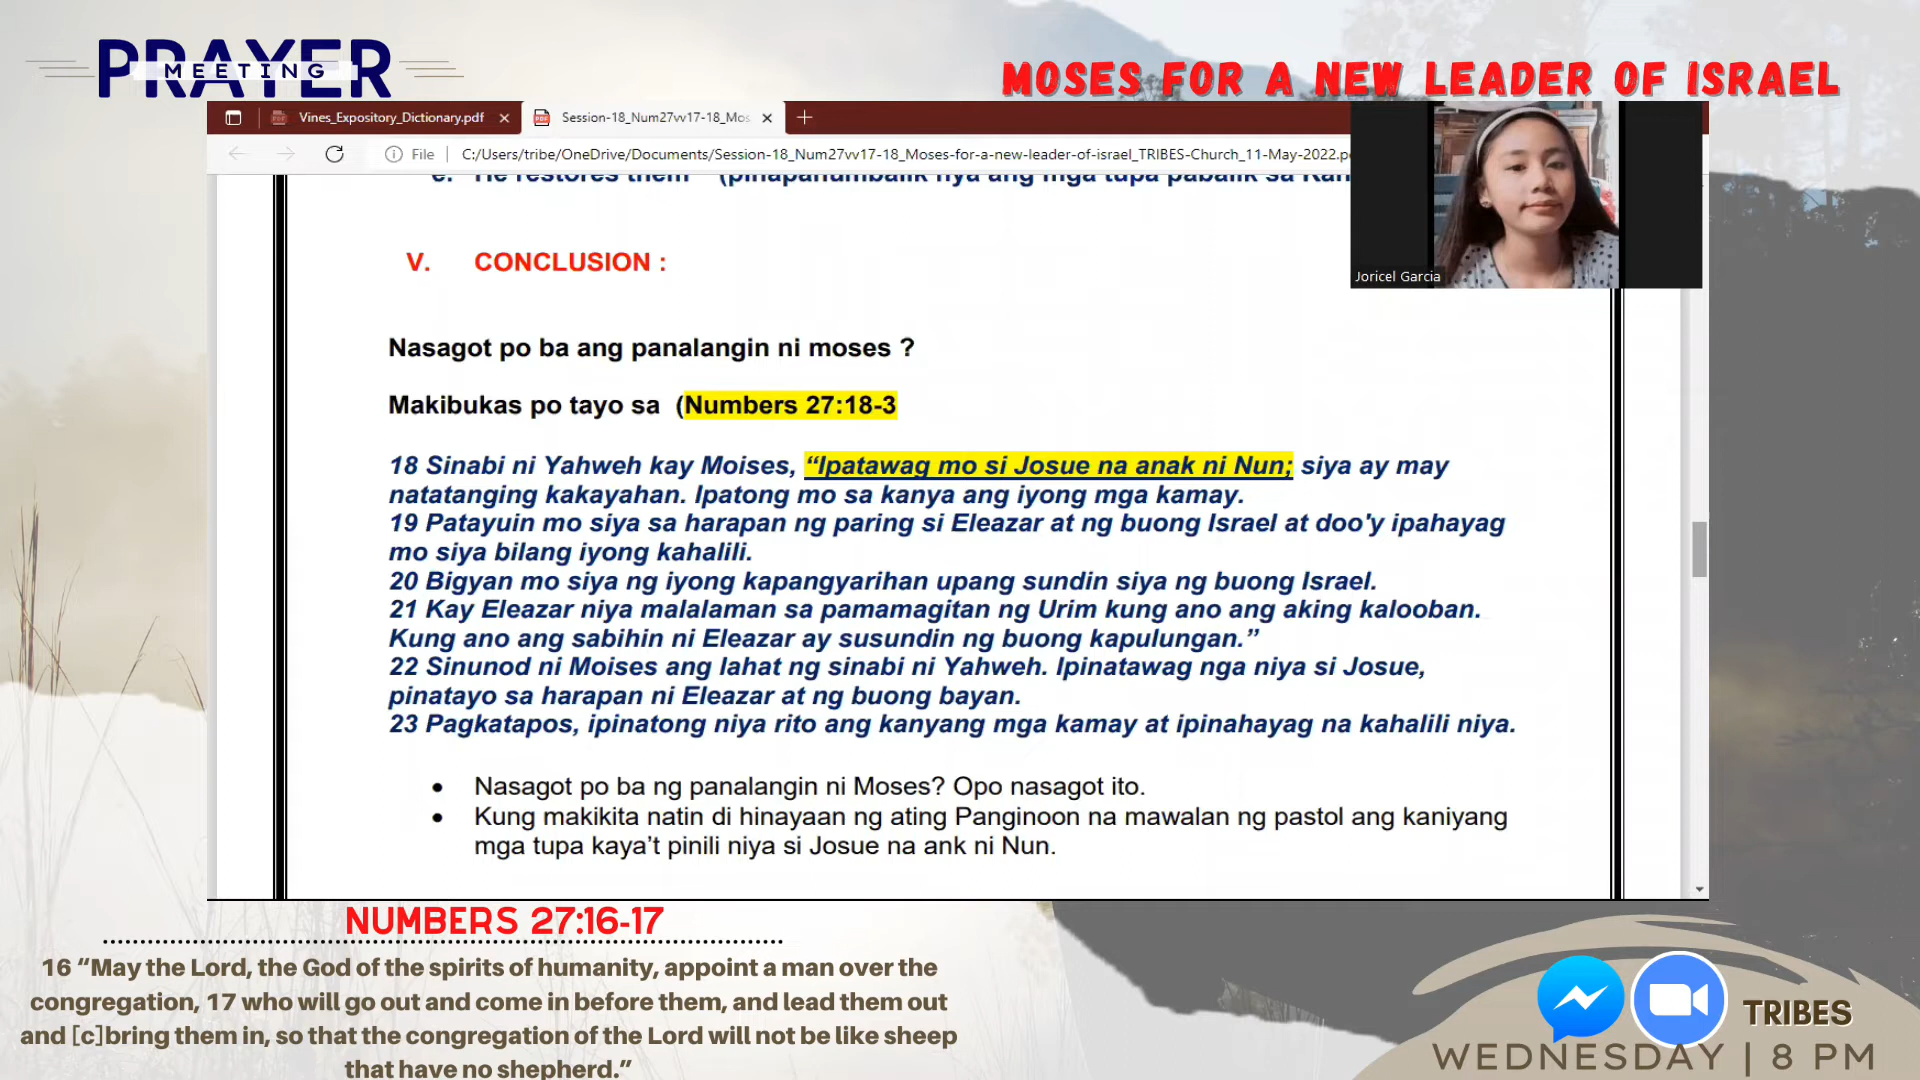 PRAYER
MEETING
MOSES FOR A NEW LEADER OF ISRAEL
Vines_Expository_Dictionary.pdf
Session-18_Num27vv17-18_Mos
File
C:/Users/tribe/OneDrive/Documents/Session-18_Num27vv17-18_Moses-for-a-new-leader-of-israel_TRIBES-Church_11-May-2022.p
e. He restores them (pinapanumbalik niya ang mga tupa pabalik sa
Joricel Garcia
V. CONCLUSION :
Nasagot po ba ang panalangin ni moses ?
Makibukas po tayo sa (Numbers 27:18-3
18 Sinabi ni Yahweh kay Moises, “Ipatawag mo si Josue na anak ni Nun; siya ay may
natatanging kakayahan. Ipatong mo sa kanya ang iyong mga kamay.
19 Patayuin mo siya sa harapan ng paring si Eleazar at ng buong Israel at doo'y ipahayag
mo siya bilang iyong kahalili.
20 Bigyan mo siya ng iyong kapangyarihan upang sundin siya ng buong Israel.
21 Kay Eleazar niya malalaman sa pamamagitan ng Urim kung ano ang aking kalooban.
Kung ano ang sabihin ni Eleazar ay susundin ng buong kapulungan.”
22 Sinunod ni Moises ang lahat ng sinabi ni Yahweh. Ipinatawag nga niya si Josue,
pinatayo sa harapan ni Eleazar at ng buong bayan.
23 Pagkatapos, ipinatong niya rito ang kanyang mga kamay at ipinahayag na kahalili niya.
• Nasagot po ba ng panalangin ni Moses? Opo nasagot ito.
• Kung makikita natin di hinayaan ng ating Panginoon na mawalan ng pastol ang kaniyang
mga tupa kaya’t pinili niya si Josue na ank ni Nun.
NUMBERS 27:16-17
16 “May the Lord, the God of the spirits of humanity, appoint a man over the
congregation, 17 who will go out and come in before them, and lead them out
and [c]bring them in, so that the congregation of the Lord will not be like sheep
that have no shepherd.”
TRIBES
WEDNESDAY | 8 PM